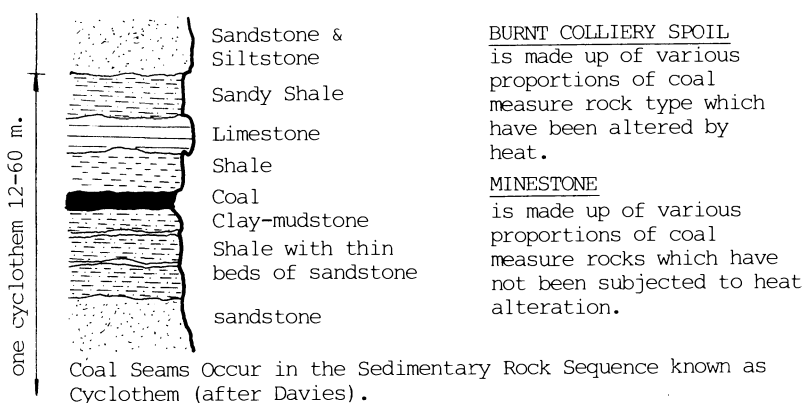 one cyclothem 12-60 m.
Sandstone &
Siltstone
Sandy Shale
Limestone
Shale
Coal
Clay-mudstone
Shale with thin
beds of sandstone
sandstone
BURNT COLLIERY SPOIL
is made up of various
proportions of coal
measure rock type which
have been altered by
heat.
MINESTONE
is made up of various
proportions of coal
measure rocks which have
not been subjected to heat
alteration.
Coal Seams Occur in the Sedimentary Rock Sequence known as
Cyclothem (after Davies).